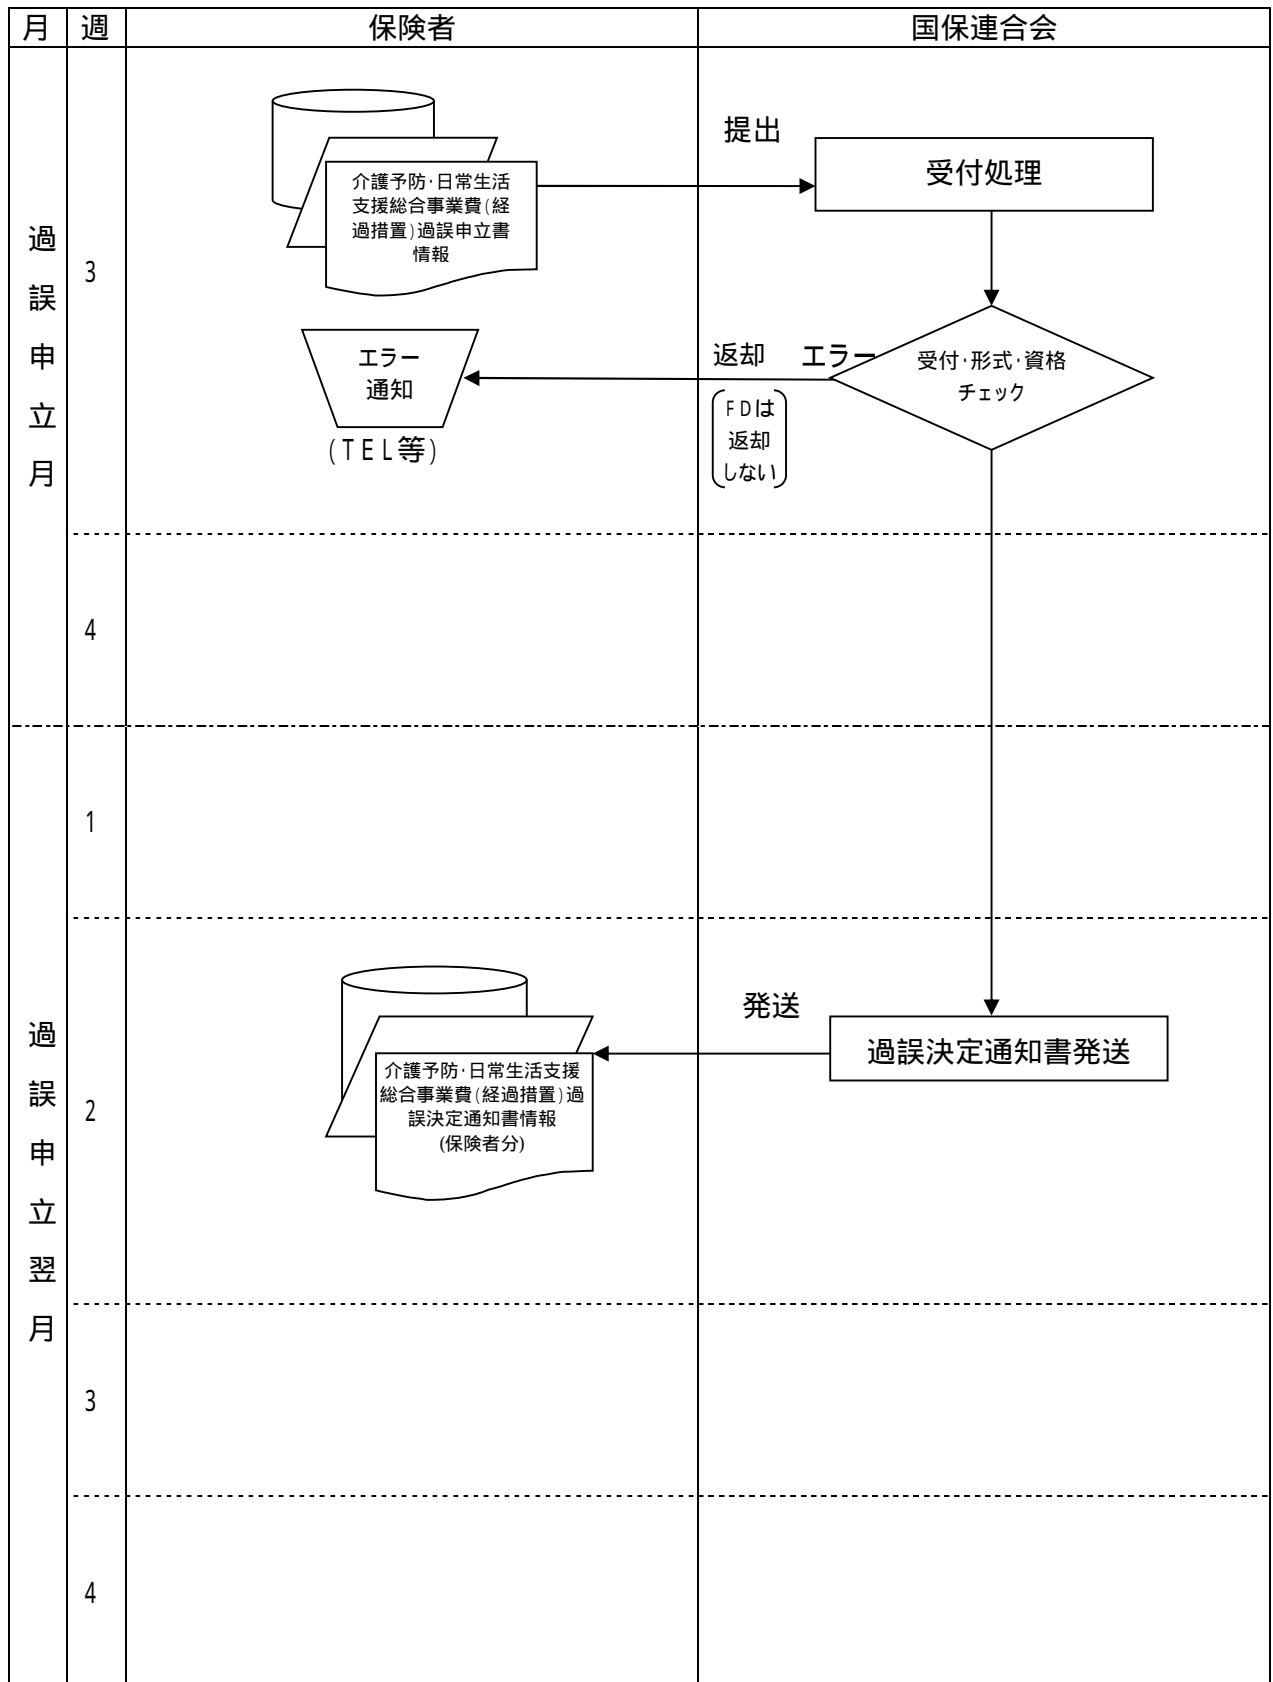 月 週 保険者 国保連合会
過誤申立月
3
介護予防･日常生活
支援総合事業費(経
過措置)過誤申立書
情報
提出
受付処理
エラー
通知
(TEL等)
返却 エラー
FDは
返却
しない
受付･形式･資格
チェック
4
過誤申立翌月
1
2
介護予防･日常生活支援
総合事業費(経過措置)過
誤決定通知書情報
(保険者分)
発送
過誤決定通知書発送
3
4